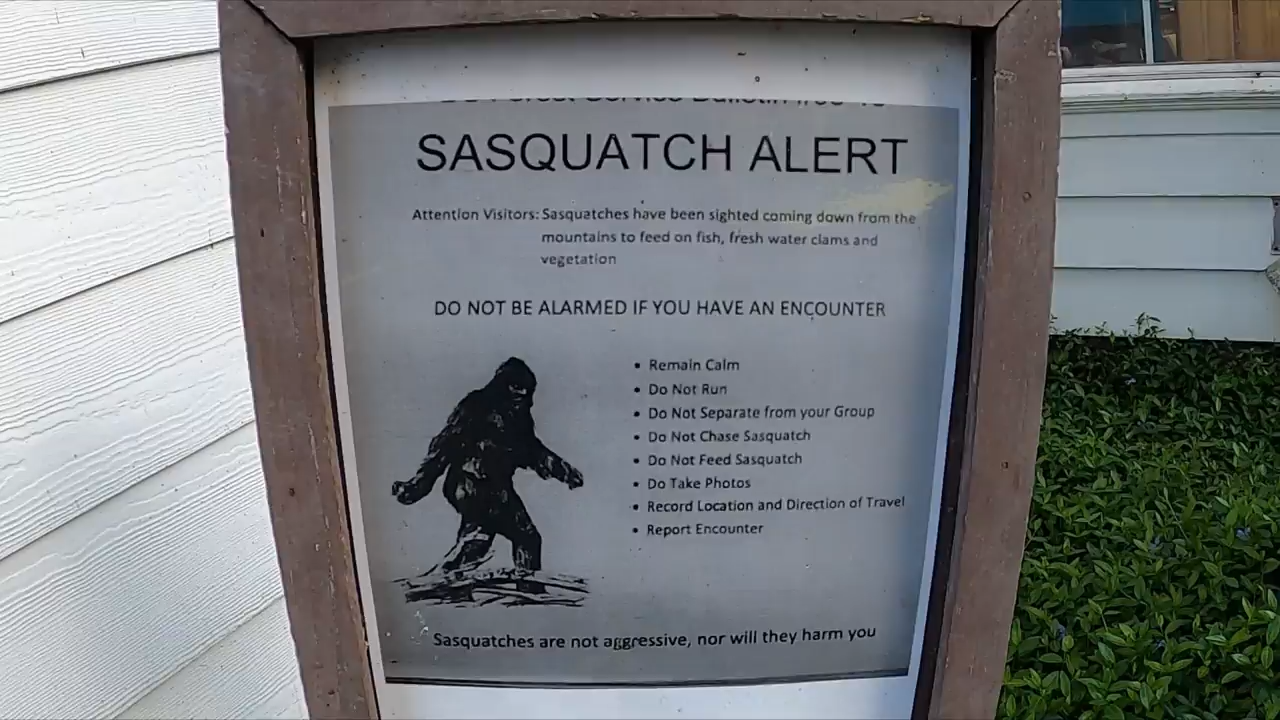 Forest Service Bulletin
SASQUATCH ALERT
Attention Visitors: Sasquatches have been sighted coming down from the
mountains to feed on fish, fresh water clams and
vegetation
DO NOT BE ALARMED IF YOU HAVE AN ENCOUNTER
• Remain Calm
• Do Not Run
• Do Not Separate from your Group
• Do Not Chase Sasquatch
• Do Not Feed Sasquatch
• Do Take Photos
• Record Location and Direction of Travel
• Report Encounter
Sasquatches are not aggressive, nor will they harm you